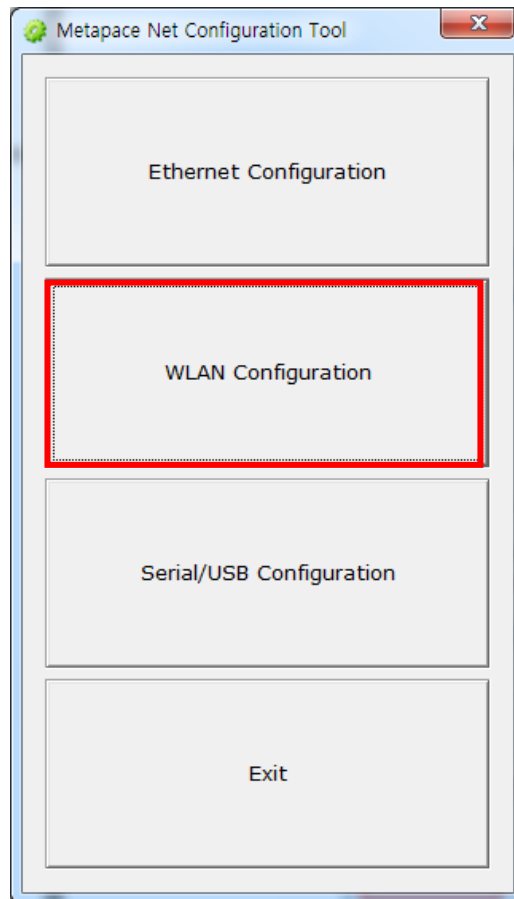 Metapace Net Configuration Tool
Ethernet Configuration
WLAN Configuration
Serial/USB Configuration
Exit